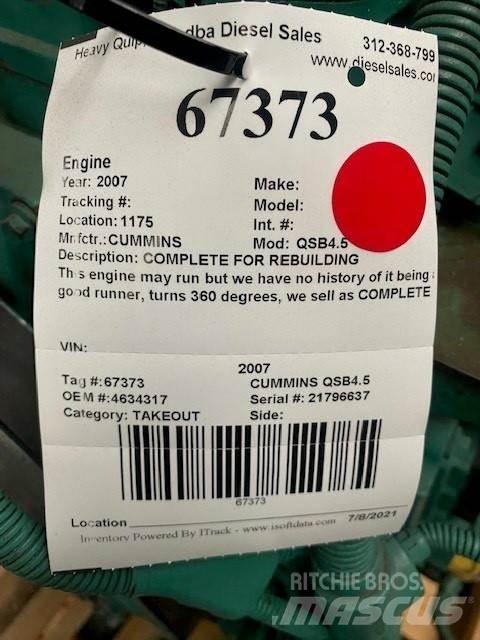 Heavy Quip, dba Diesel Sales
312-368-799
www.dieselsales.com
67373
Engine
Year: 2007
Make:
Tracking #:
Model:
Location: 1175
Int. #:
Mnfctr.: CUMMINS
Mod: QSB4.5
Description: COMPLETE FOR REBUILDING
This engine may run but we have no history of it being
good runner, turns 360 degrees, we sell as COMPLETE
VIN:
2007
Tag #:67373
CUMMINS QSB4.5
OEM #:4634317
Serial #: 21796637
Category: TAKEOUT
Side:
67373
Location
7/8/2021
Inventory Powered By ITrack - www.isoftdata.com
RITCHIE BROS.
MASCUS